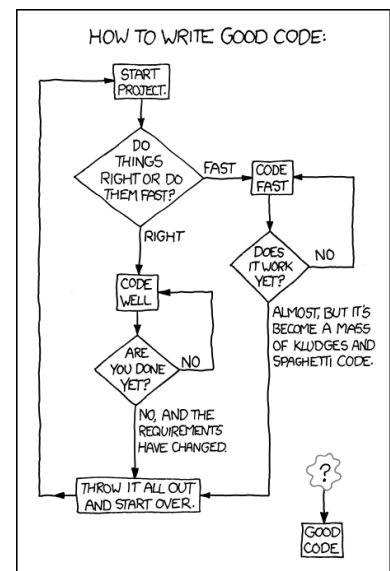 HOW TO WRITE GOOD CODE:
START
PROJECT.
DO
THINGS
RIGHT OR DO
THEM FAST?
FAST
CODE
FAST
RIGHT
DOES
IT WORK
YET?
NO
CODE
WELL
ALMOST, BUT IT'S
BECOME A MASS
OF KLUDGES AND
SPAGHETTI CODE.
ARE
YOU DONE
YET?
NO
NO, AND THE
REQUIREMENTS
HAVE CHANGED.
THROW IT ALL OUT
AND START OVER.
?
GOOD
CODE